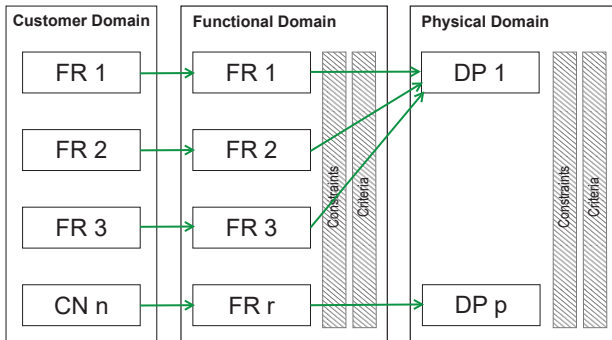 Customer Domain
FR 1
FR 2
FR 3
CN n
Functional Domain
FR 1
FR 2
FR 3
FR r
Constraints
Criteria
Physical Domain
DP 1
DP p
Constraints
Criteria